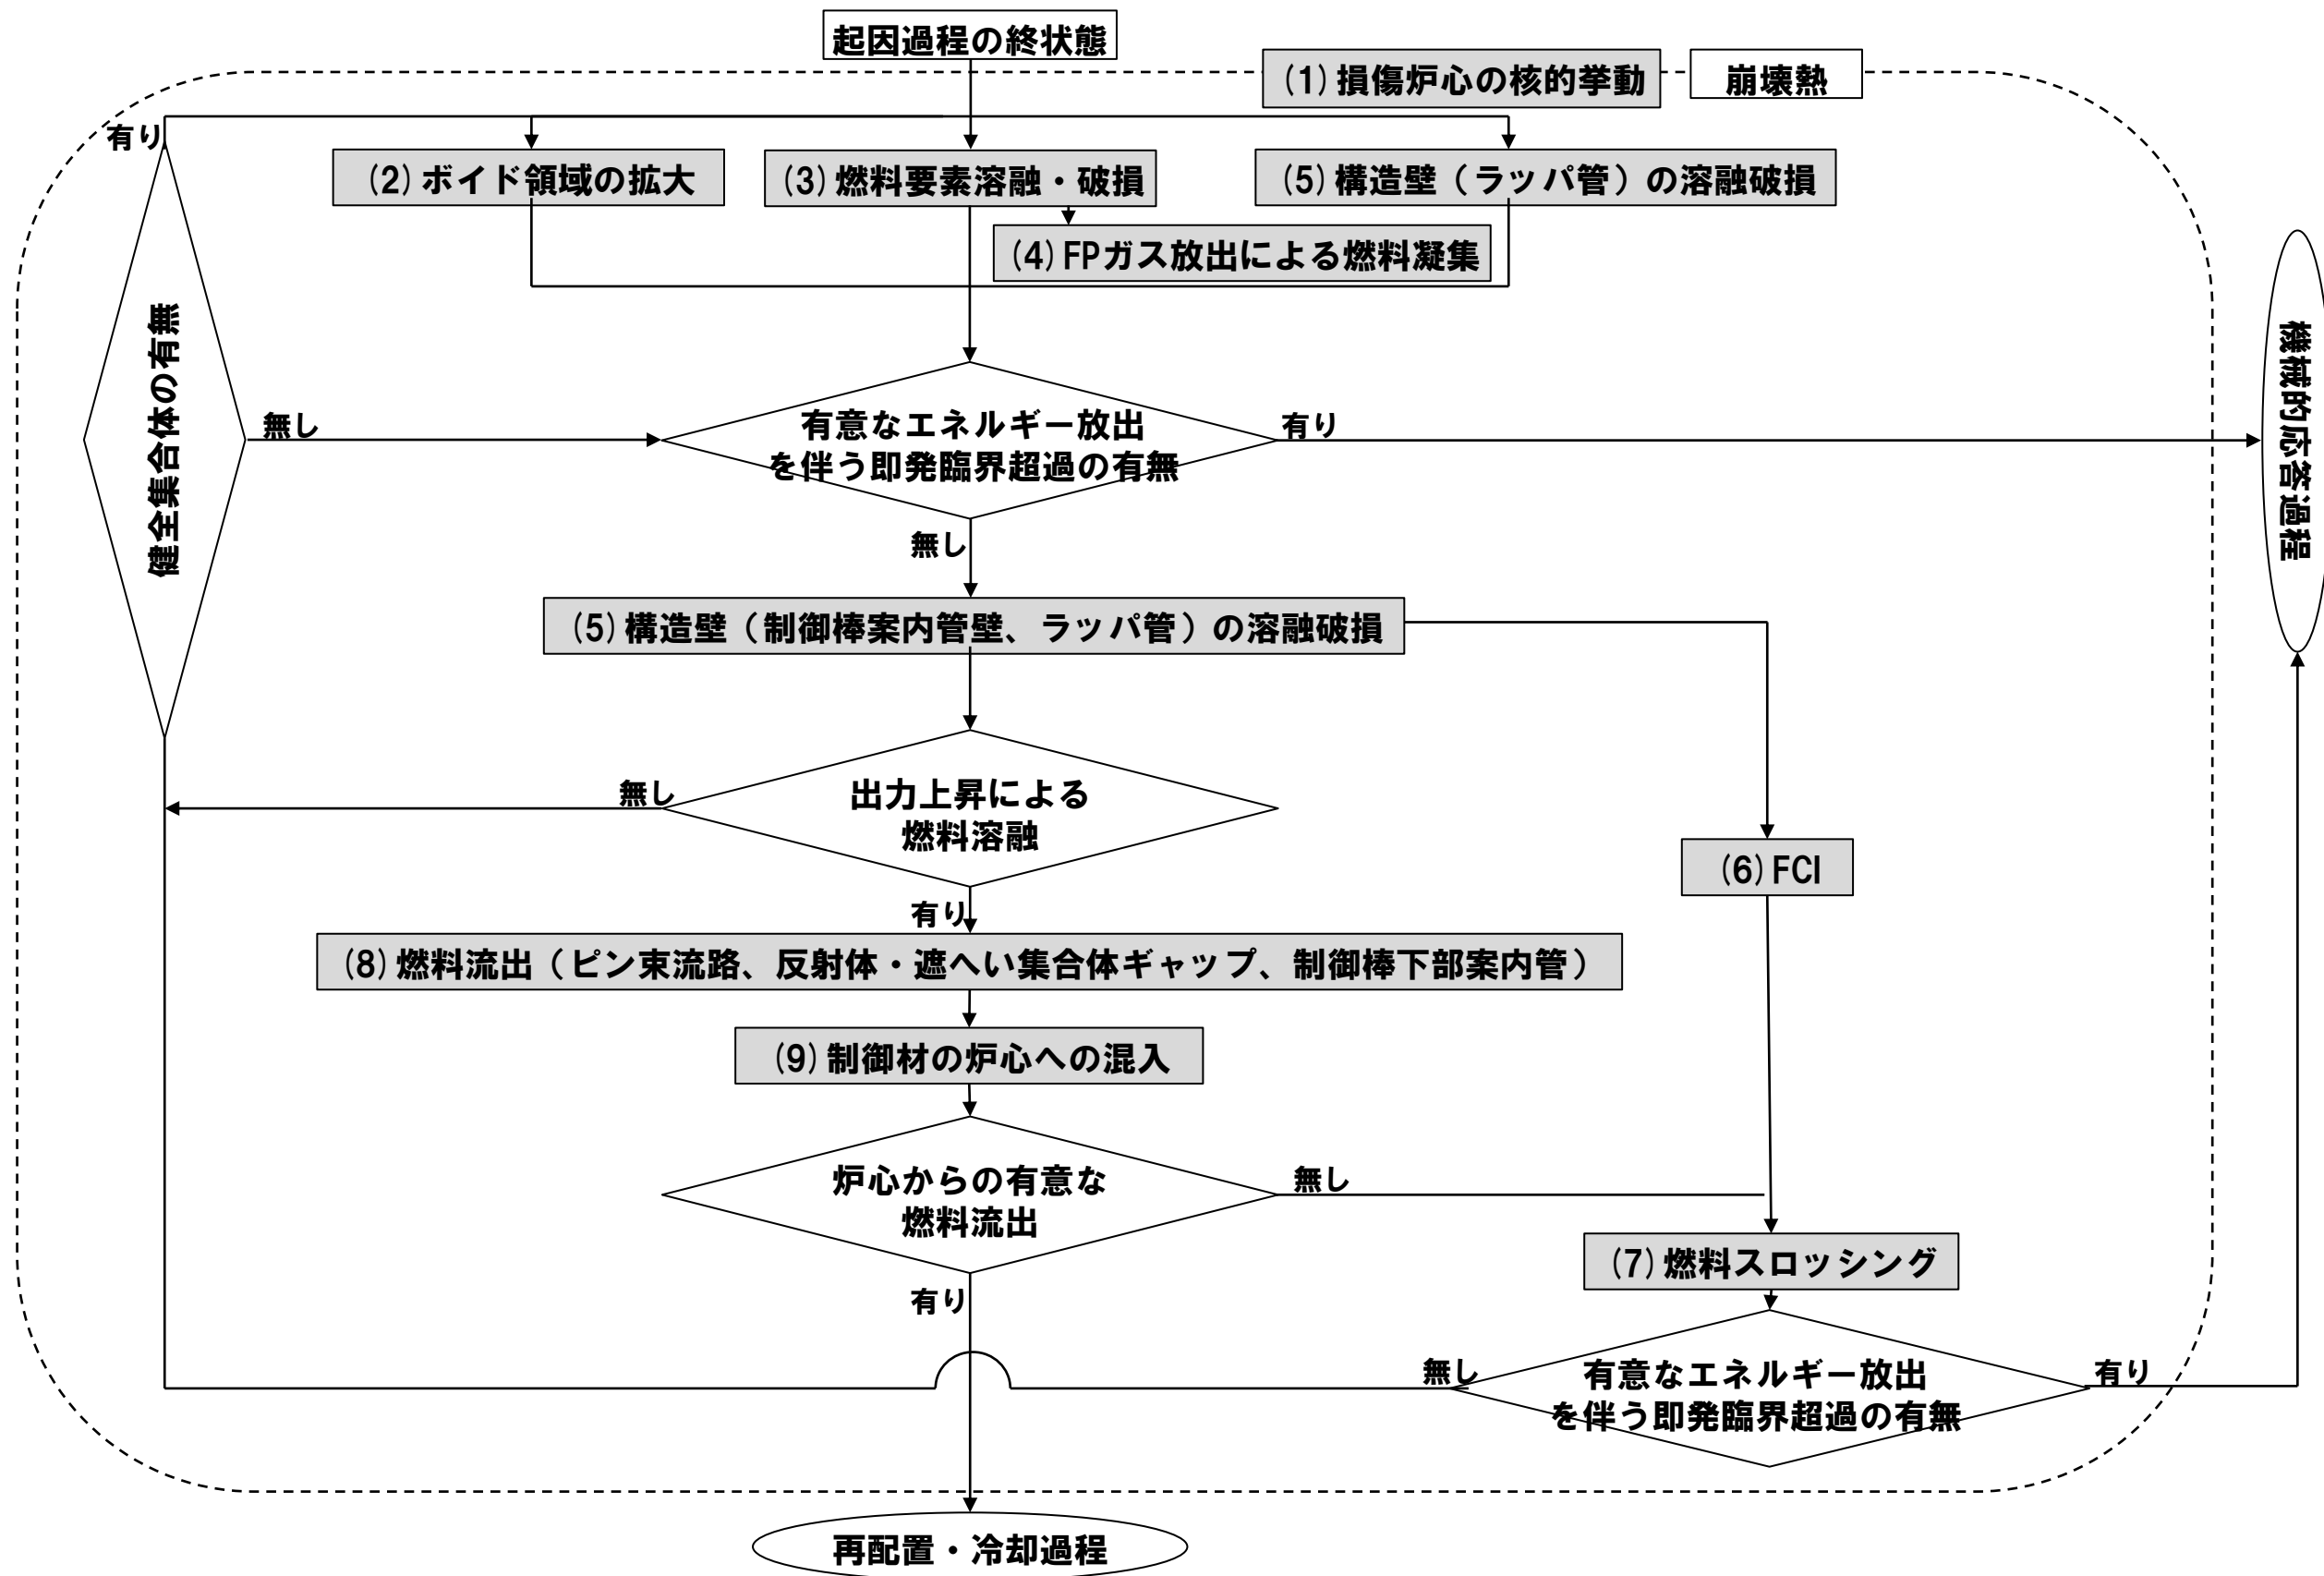 起因過程の終状態
(1)損傷炉心の核的挙動
崩壊熱
有り
(2)ボイド領域の拡大
(3)燃料要素溶融・破損
(5)構造壁（ラッパ管）の溶融破損
(4)FPガス放出による燃料凝集
健全集合体の有無
無し
有意なエネルギー放出
を伴う即発臨界超過の有無
有り
機械的応答過程
無し
(5)構造壁（制御棒案内管壁、ラッパ管）の溶融破損
無し
出力上昇による
燃料溶融
(6)FCI
有り
(8)燃料流出（ピン束流路、反射体・遮へい集合体ギャップ、制御棒下部案内管）
(9)制御材の炉心への混入
炉心からの有意な
燃料流出
無し
(7)燃料スロッシング
有り
無し
有意なエネルギー放出
を伴う即発臨界超過の有無
有り
再配置・冷却過程